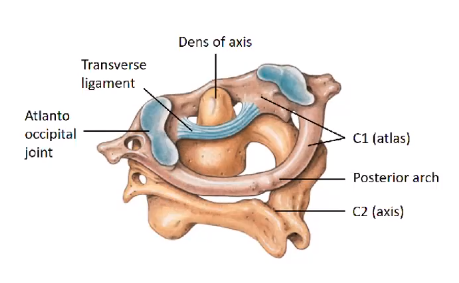 Dens of axis
Transverse
ligament
Atlanto
occipital
joint
C1 (atlas)
Posterior arch
C2 (axis)